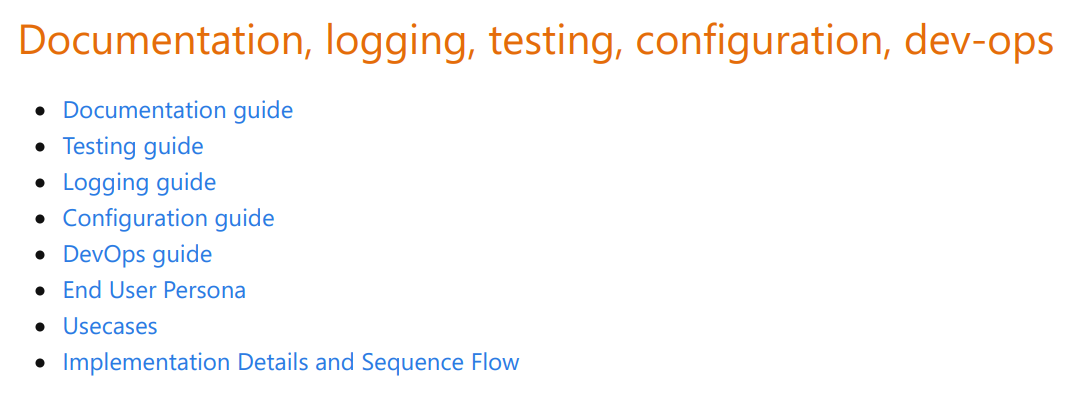 Documentation, logging, testing, configuration, dev-ops
Documentation guide
Testing guide
Logging guide
Configuration guide
DevOps guide
End User Persona
Usecases
Implementation Details and Sequence Flow